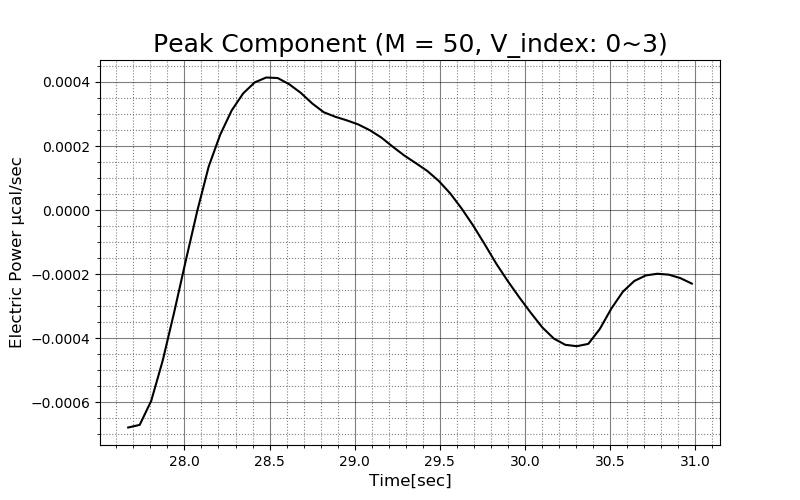 Peak Component (M = 50, V_index: 0~3)
Electric Power μcal/sec
0.0004
0.0002
0.0000
−0.0002
−0.0004
−0.0006
28.0 28.5 29.0 29.5 30.0 30.5 31.0
Time[sec]